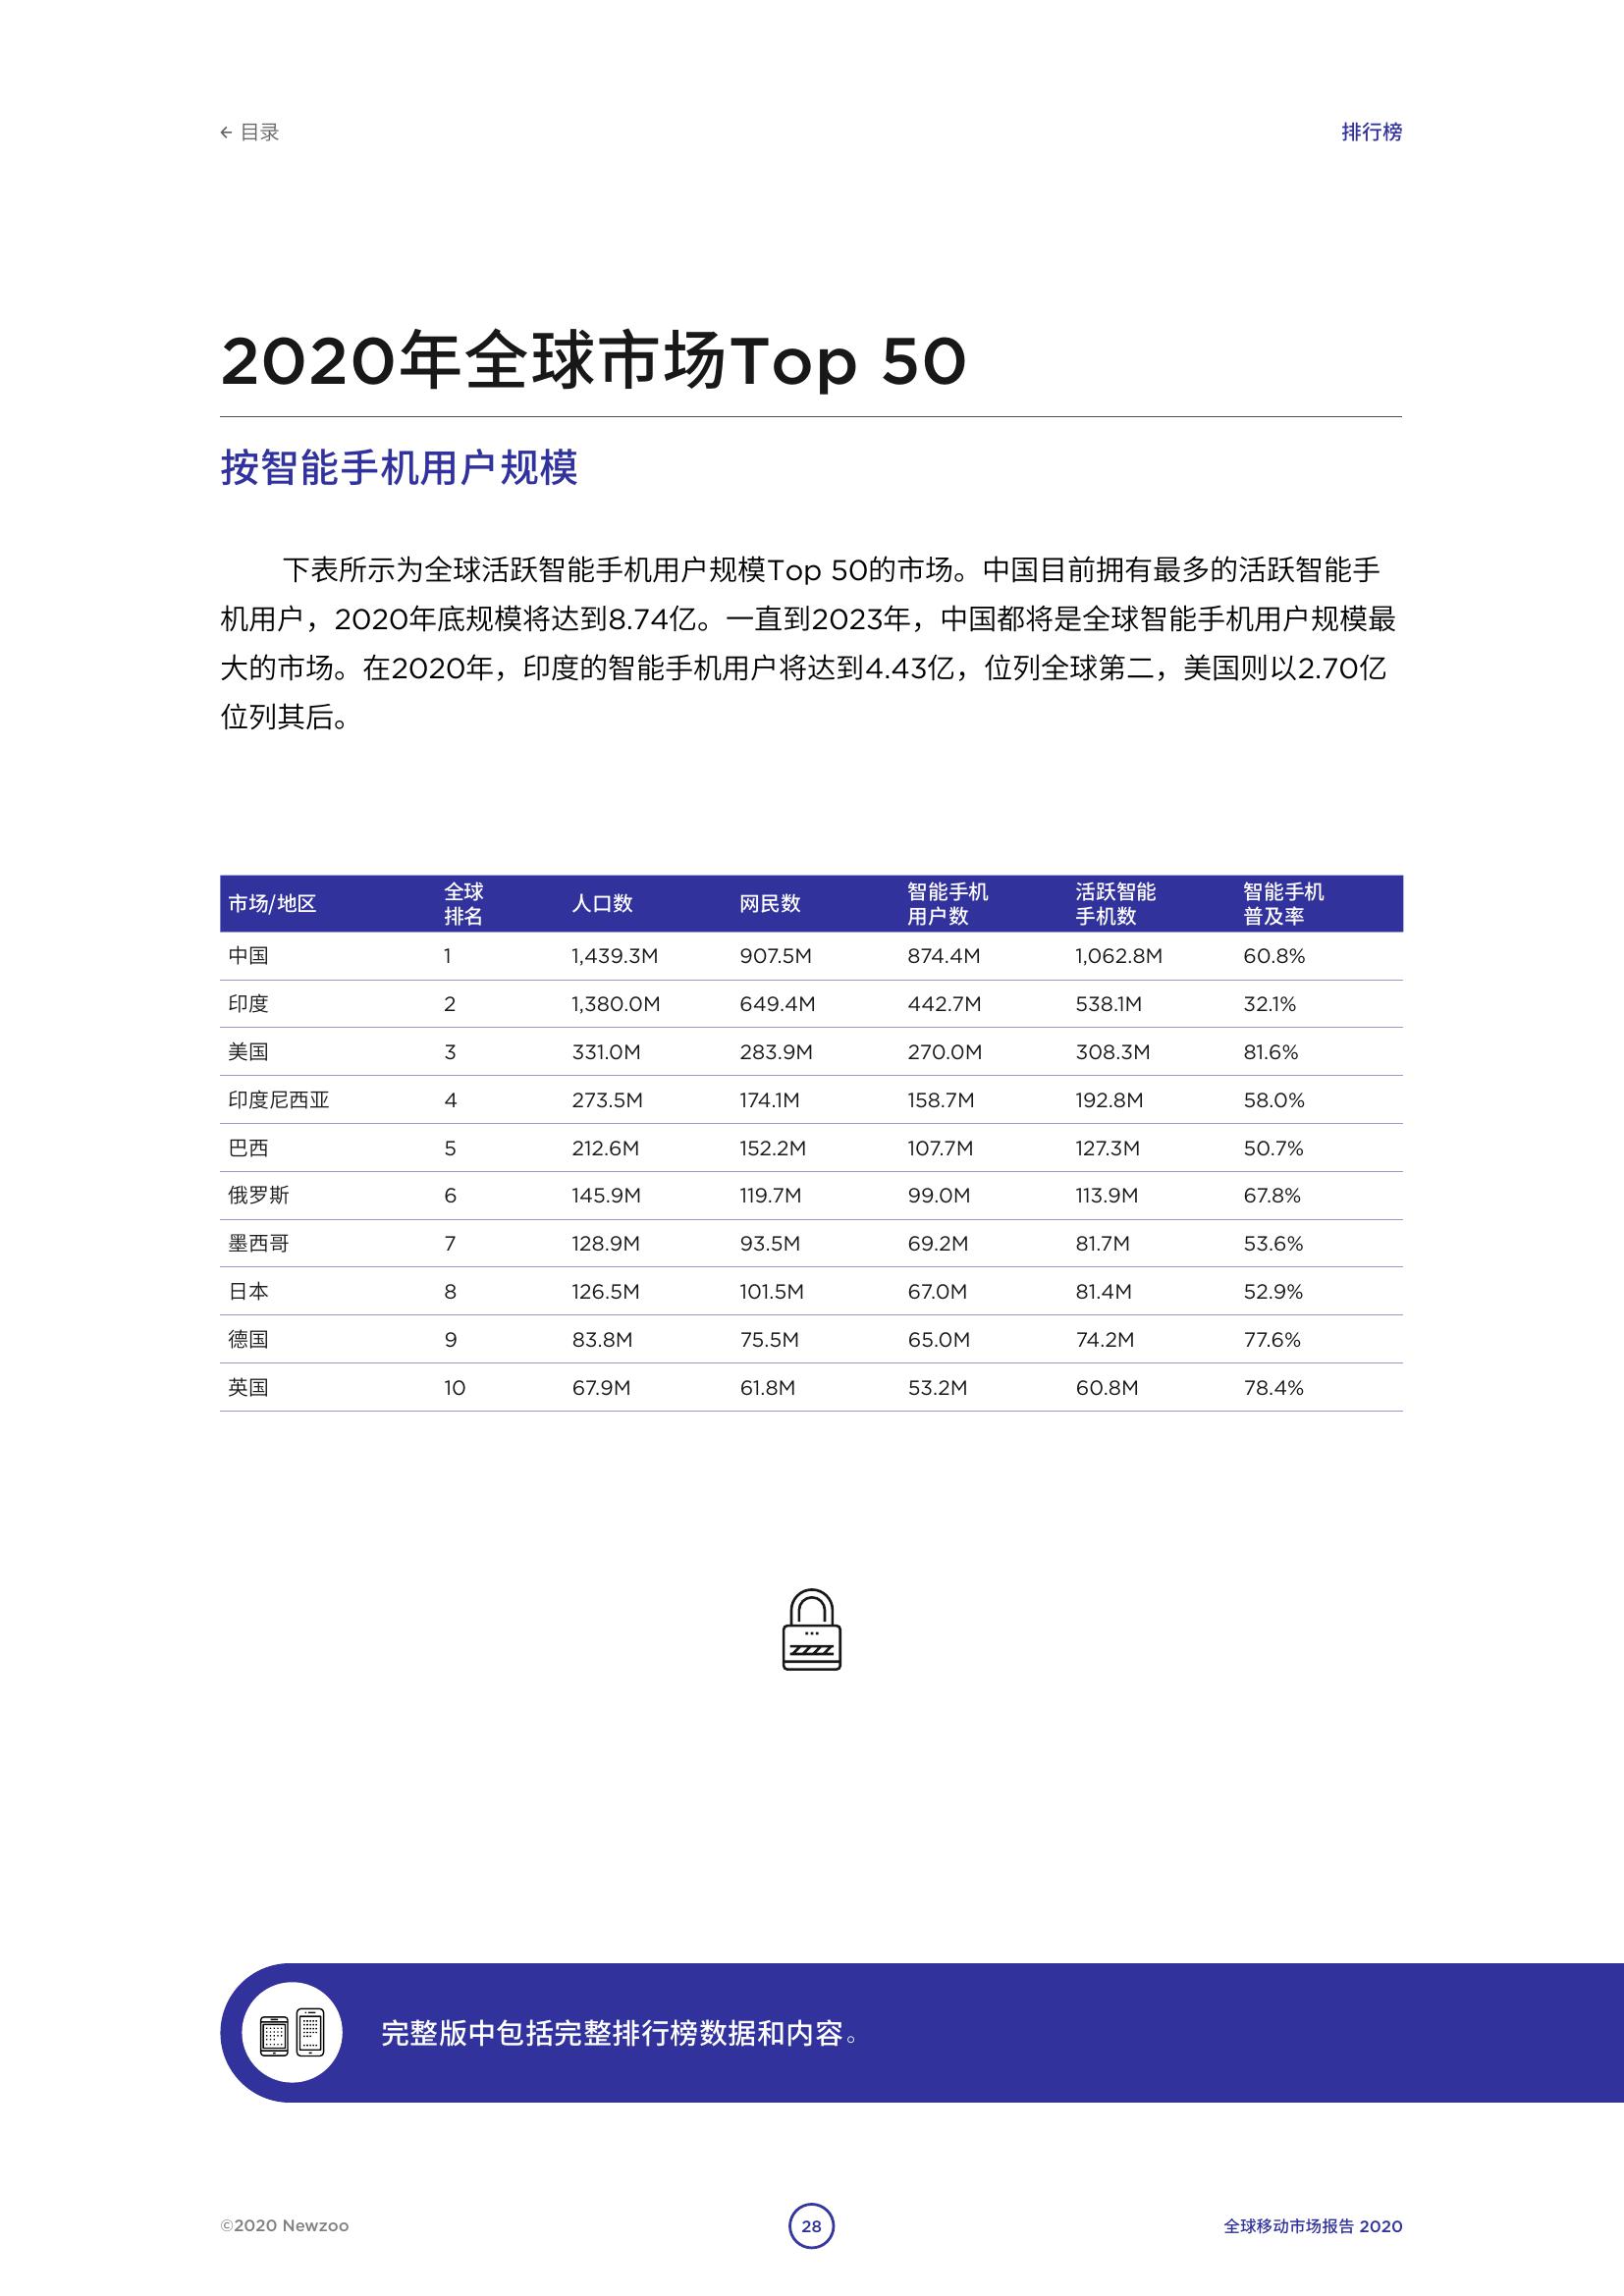 ← 目录
排行榜
2020年全球市场Top 50
按智能手机用户规模
下表所示为全球活跃智能手机用户规模Top 50的市场。中国目前拥有最多的活跃智能手
机用户，2020年底规模将达到8.74亿。一直到2023年，中国都将是全球智能手机用户规模最
大的市场。在2020年，印度的智能手机用户将达到4.43亿，位列全球第二，美国则以2.70亿
位列其后。
市场/地区 全球排名 人口数 网民数 智能手机用户数 活跃智能手机数 智能手机普及率
中国 1 1,439.3M 907.5M 874.4M 1,062.8M 60.8%
印度 2 1,380.0M 649.4M 442.7M 538.1M 32.1%
美国 3 331.0M 283.9M 270.0M 308.3M 81.6%
印度尼西亚 4 273.5M 174.1M 158.7M 192.8M 58.0%
巴西 5 212.6M 152.2M 107.7M 127.3M 50.7%
俄罗斯 6 145.9M 119.7M 99.0M 113.9M 67.8%
墨西哥 7 128.9M 93.5M 69.2M 81.7M 53.6%
日本 8 126.5M 101.5M 67.0M 81.4M 52.9%
德国 9 83.8M 75.5M 65.0M 74.2M 77.6%
英国 10 67.9M 61.8M 53.2M 60.8M 78.4%
完整版中包括完整排行榜数据和内容。
©2020 Newzoo
28
全球移动市场报告 2020